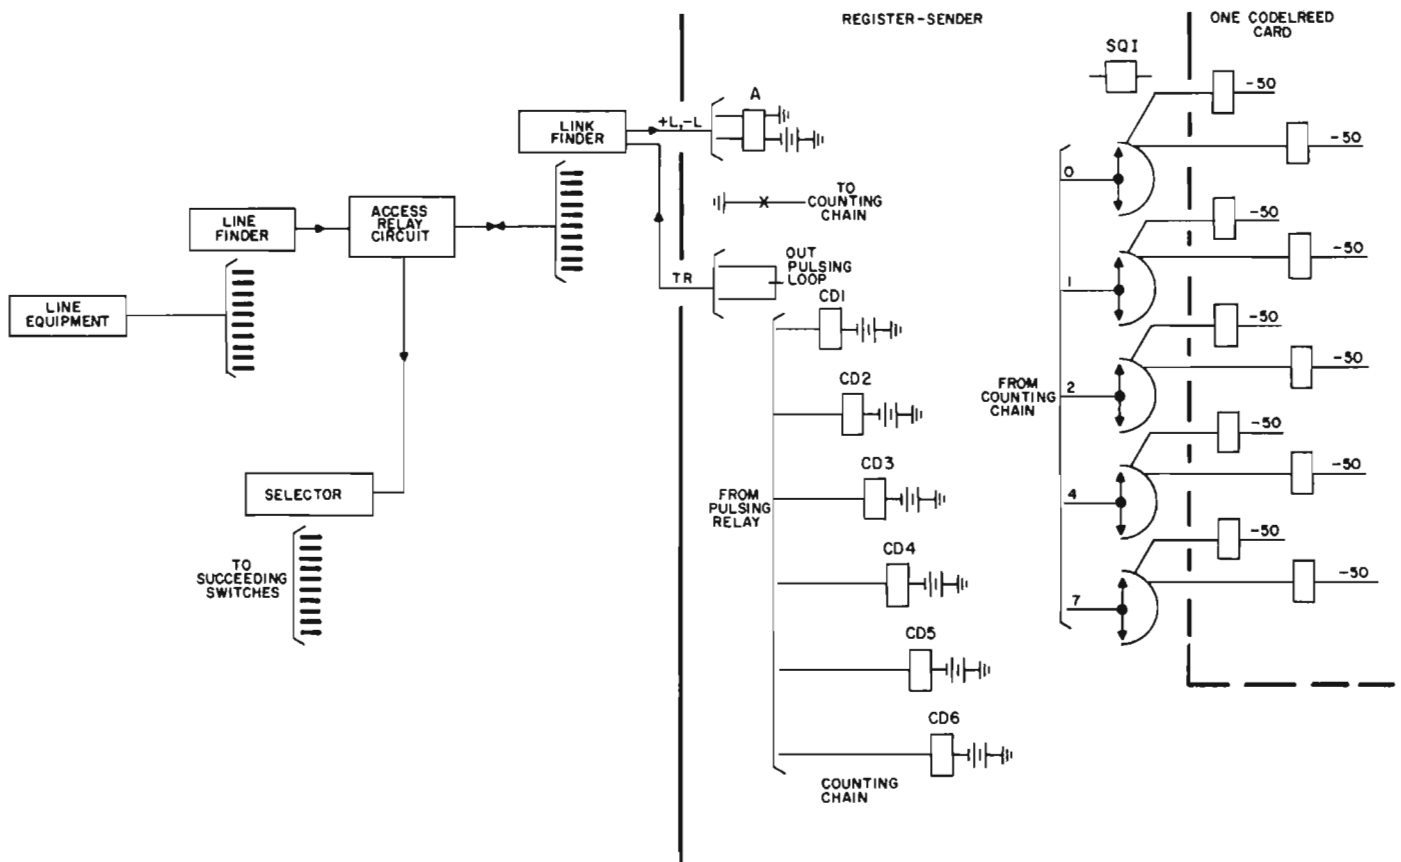 REGISTER-SENDER
ONE CODELREED
CARD
SQI
-50
A
LINK
FINDER
+L,-L
-50
0
TO
COUNTING
CHAIN
LINE
FINDER
ACCESS
RELAY
CIRCUIT
-50
-50
OUT
PULSING
LOOP
TR
1
CD1
LINE
EQUIPMENT
-50
-50
FROM
COUNTING
CHAIN
2
CD2
-50
-50
CD3
4
SELECTOR
FROM
PULSING
RELAY
-50
-50
CD4
7
TO
SUCCEEDING
SWITCHES
CD5
CD6
COUNTING
CHAIN